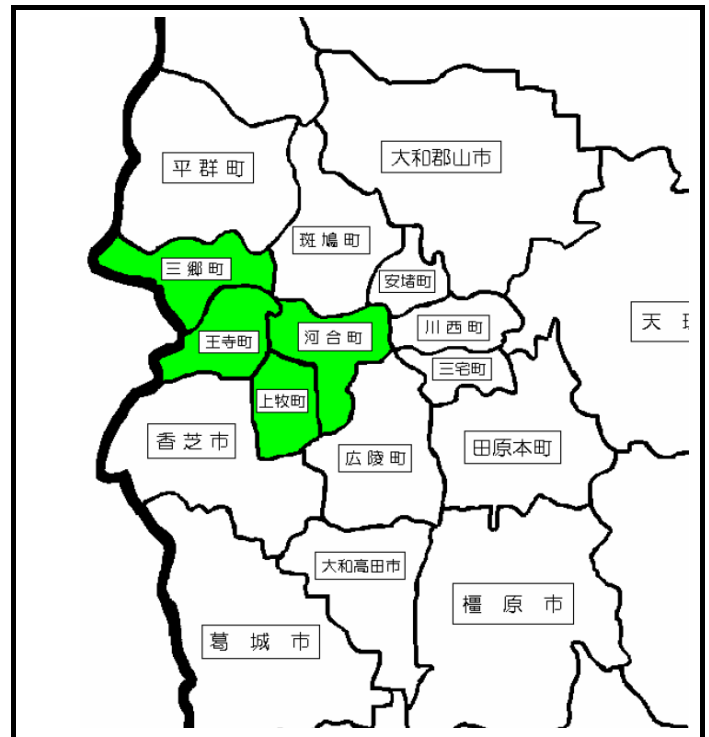 大和郡山市
平群町
斑鳩町
三郷町
安堵町
天
王寺町
河合町
川西町
三宅町
上牧町
香芝市
広陵町
田原本町
大和高田市
橿原市
葛城市